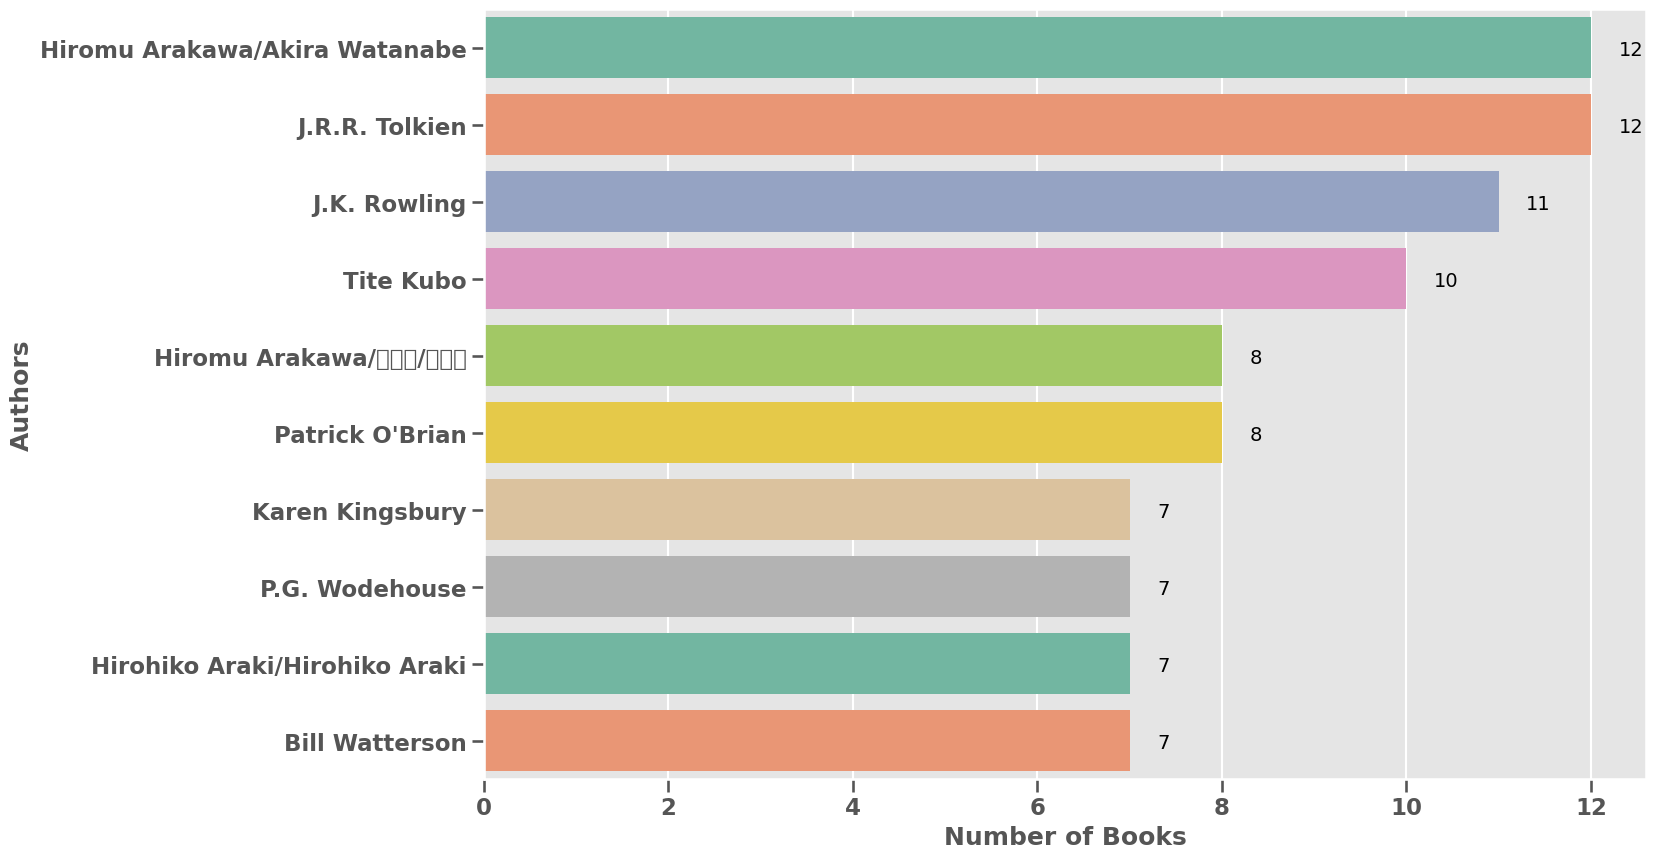 Hiromu Arakawa/Akira Watanabe
12
J.R.R. Tolkien
12
J.K. Rowling
11
Tite Kubo
10
Hiromu Arakawa/
8
Patrick O'Brian
8
Karen Kingsbury
7
P.G. Wodehouse
7
Hirohiko Araki/Hirohiko Araki
7
Bill Watterson
7
Authors
0 2 4 6 8 10 12
Number of Books